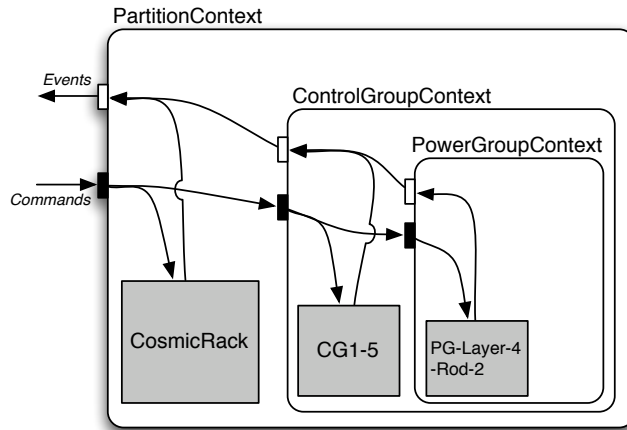 PartitionContext
Events
ControlGroupContext
PowerGroupContext
Commands
CosmicRack
CG1-5
PG-Layer-4
-Rod-2